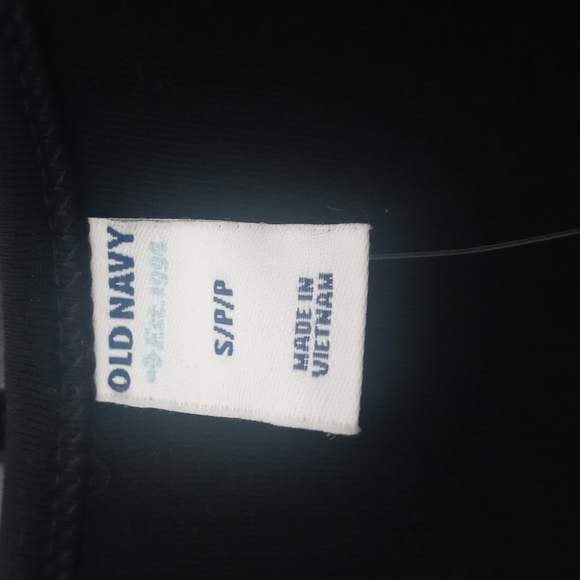 OLD NAVY
Est. 1994
S/P/P
MADE IN
VIETNAM